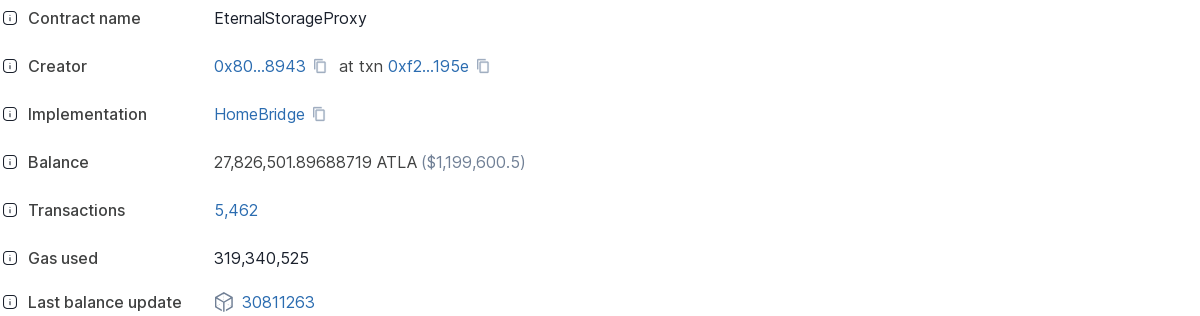 Contract name EternalStorageProxy
Creator 0x80...8943 at txn 0xf2...195e
Implementation HomeBridge
Balance 27,826,501.89688719 ATLA ($1,199,600.5)
Transactions 5,462
Gas used 319,340,525
Last balance update 30811263